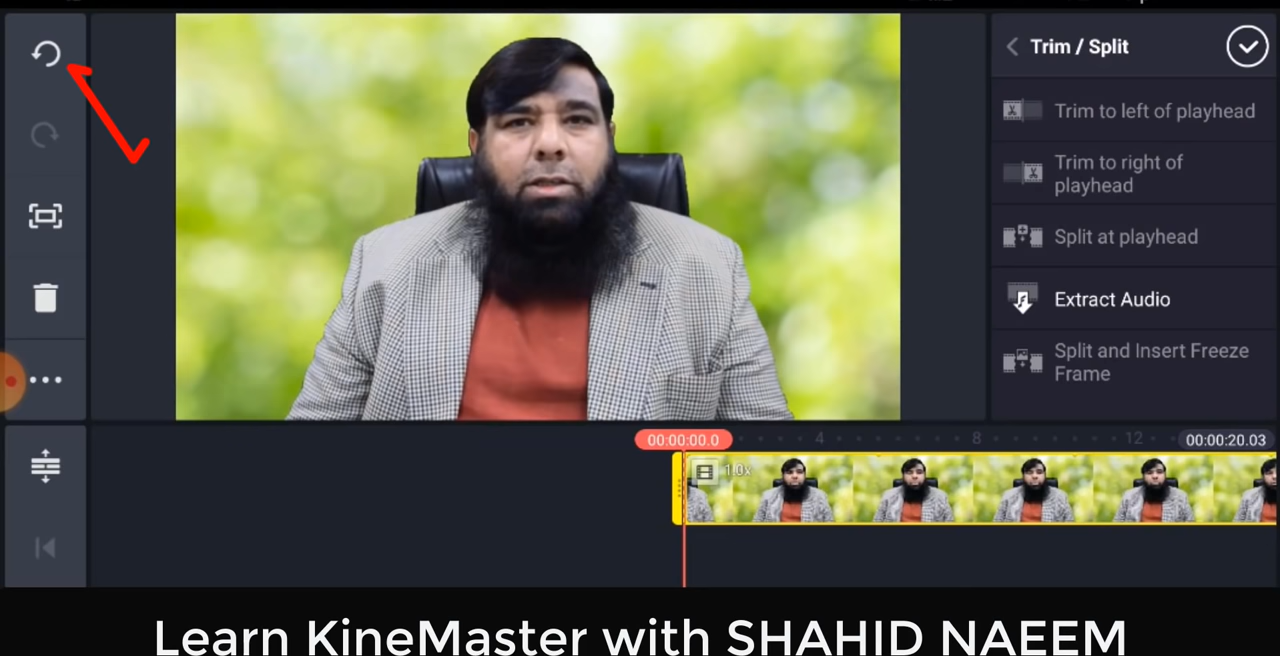 Trim / Split
Trim to left of playhead
Trim to right of
playhead
Split at playhead
Extract Audio
Split and Insert Freeze
Frame
00:00:00.0
4
8
12
00:00:20.03
1.0x
Learn KineMaster with SHAHID NAEEM